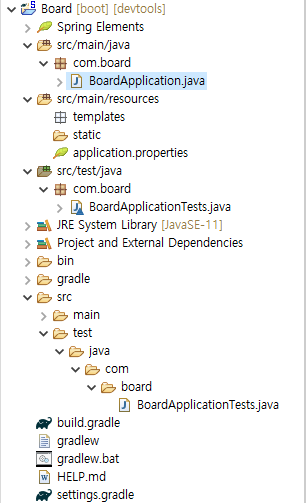 Board [boot] [devtools]
Spring Elements
src/main/java
com.board
BoardApplication.java
src/main/resources
templates
static
application.properties
src/test/java
com.board
BoardApplicationTests.java
JRE System Library [JavaSE-11]
Project and External Dependencies
bin
gradle
src
main
test
java
com
board
BoardApplicationTests.java
build.gradle
gradlew
gradlew.bat
HELP.md
settings.gradle